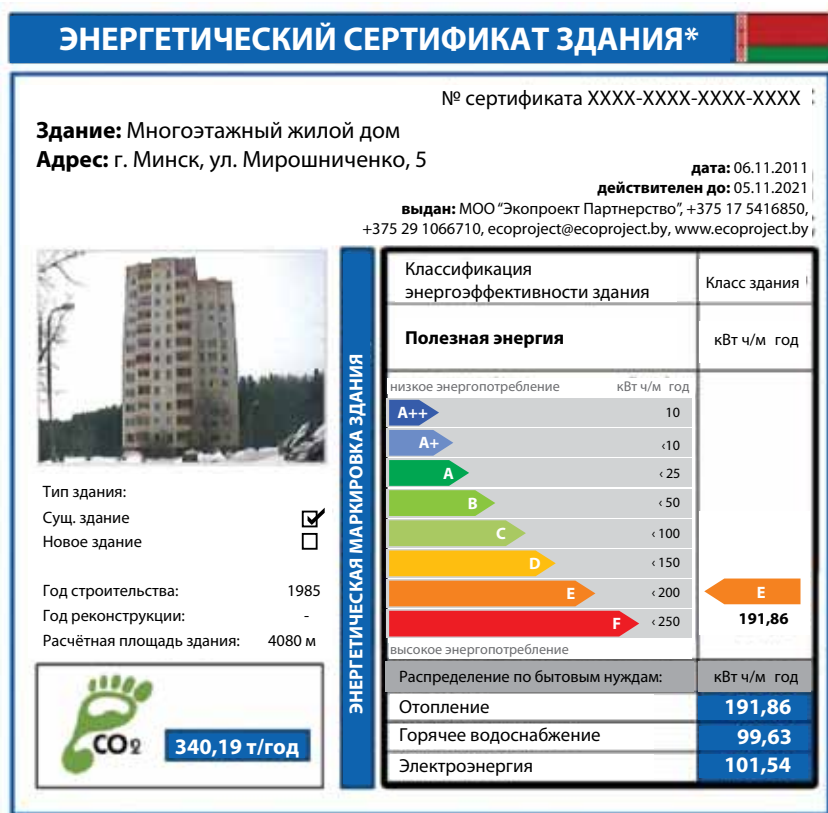 ЭНЕРГЕТИЧЕСКИЙ СЕРТИФИКАТ ЗДАНИЯ*
№ сертификата XXXX-XXXX-XXXX-XXXX
Здание: Многоэтажный жилой дом
Адрес: г. Минск, ул. Мирошниченко, 5
дата: 06.11.2011
действителен до: 05.11.2021
выдан: МОО “Экопроект Партнерство”, +375 17 5416850,
+375 29 1066710, ecoproject@ecoproject.by, www.ecoproject.by
Тип здания:
Сущ. здание
Новое здание
Год строительства: 1985
Год реконструкции: -
Расчётная площадь здания: 4080 м
CO2 340,19 т/год
ЭНЕРГЕТИЧЕСКАЯ МАРКИРОВКА ЗДАНИЯ
Классификация
энергоэффективности здания
Класс здания
Полезная энергия кВт ч/м год
низкое энергопотребление кВт ч/м год
A++ 10
A+ ‹10
A ‹ 25
B ‹ 50
C ‹ 100
D ‹ 150
E ‹ 200 E
F ‹ 250 191,86
высокое энергопотребление
Распределение по бытовым нуждам: кВт ч/м год
Отопление 191,86
Горячее водоснабжение 99,63
Электроэнергия 101,54